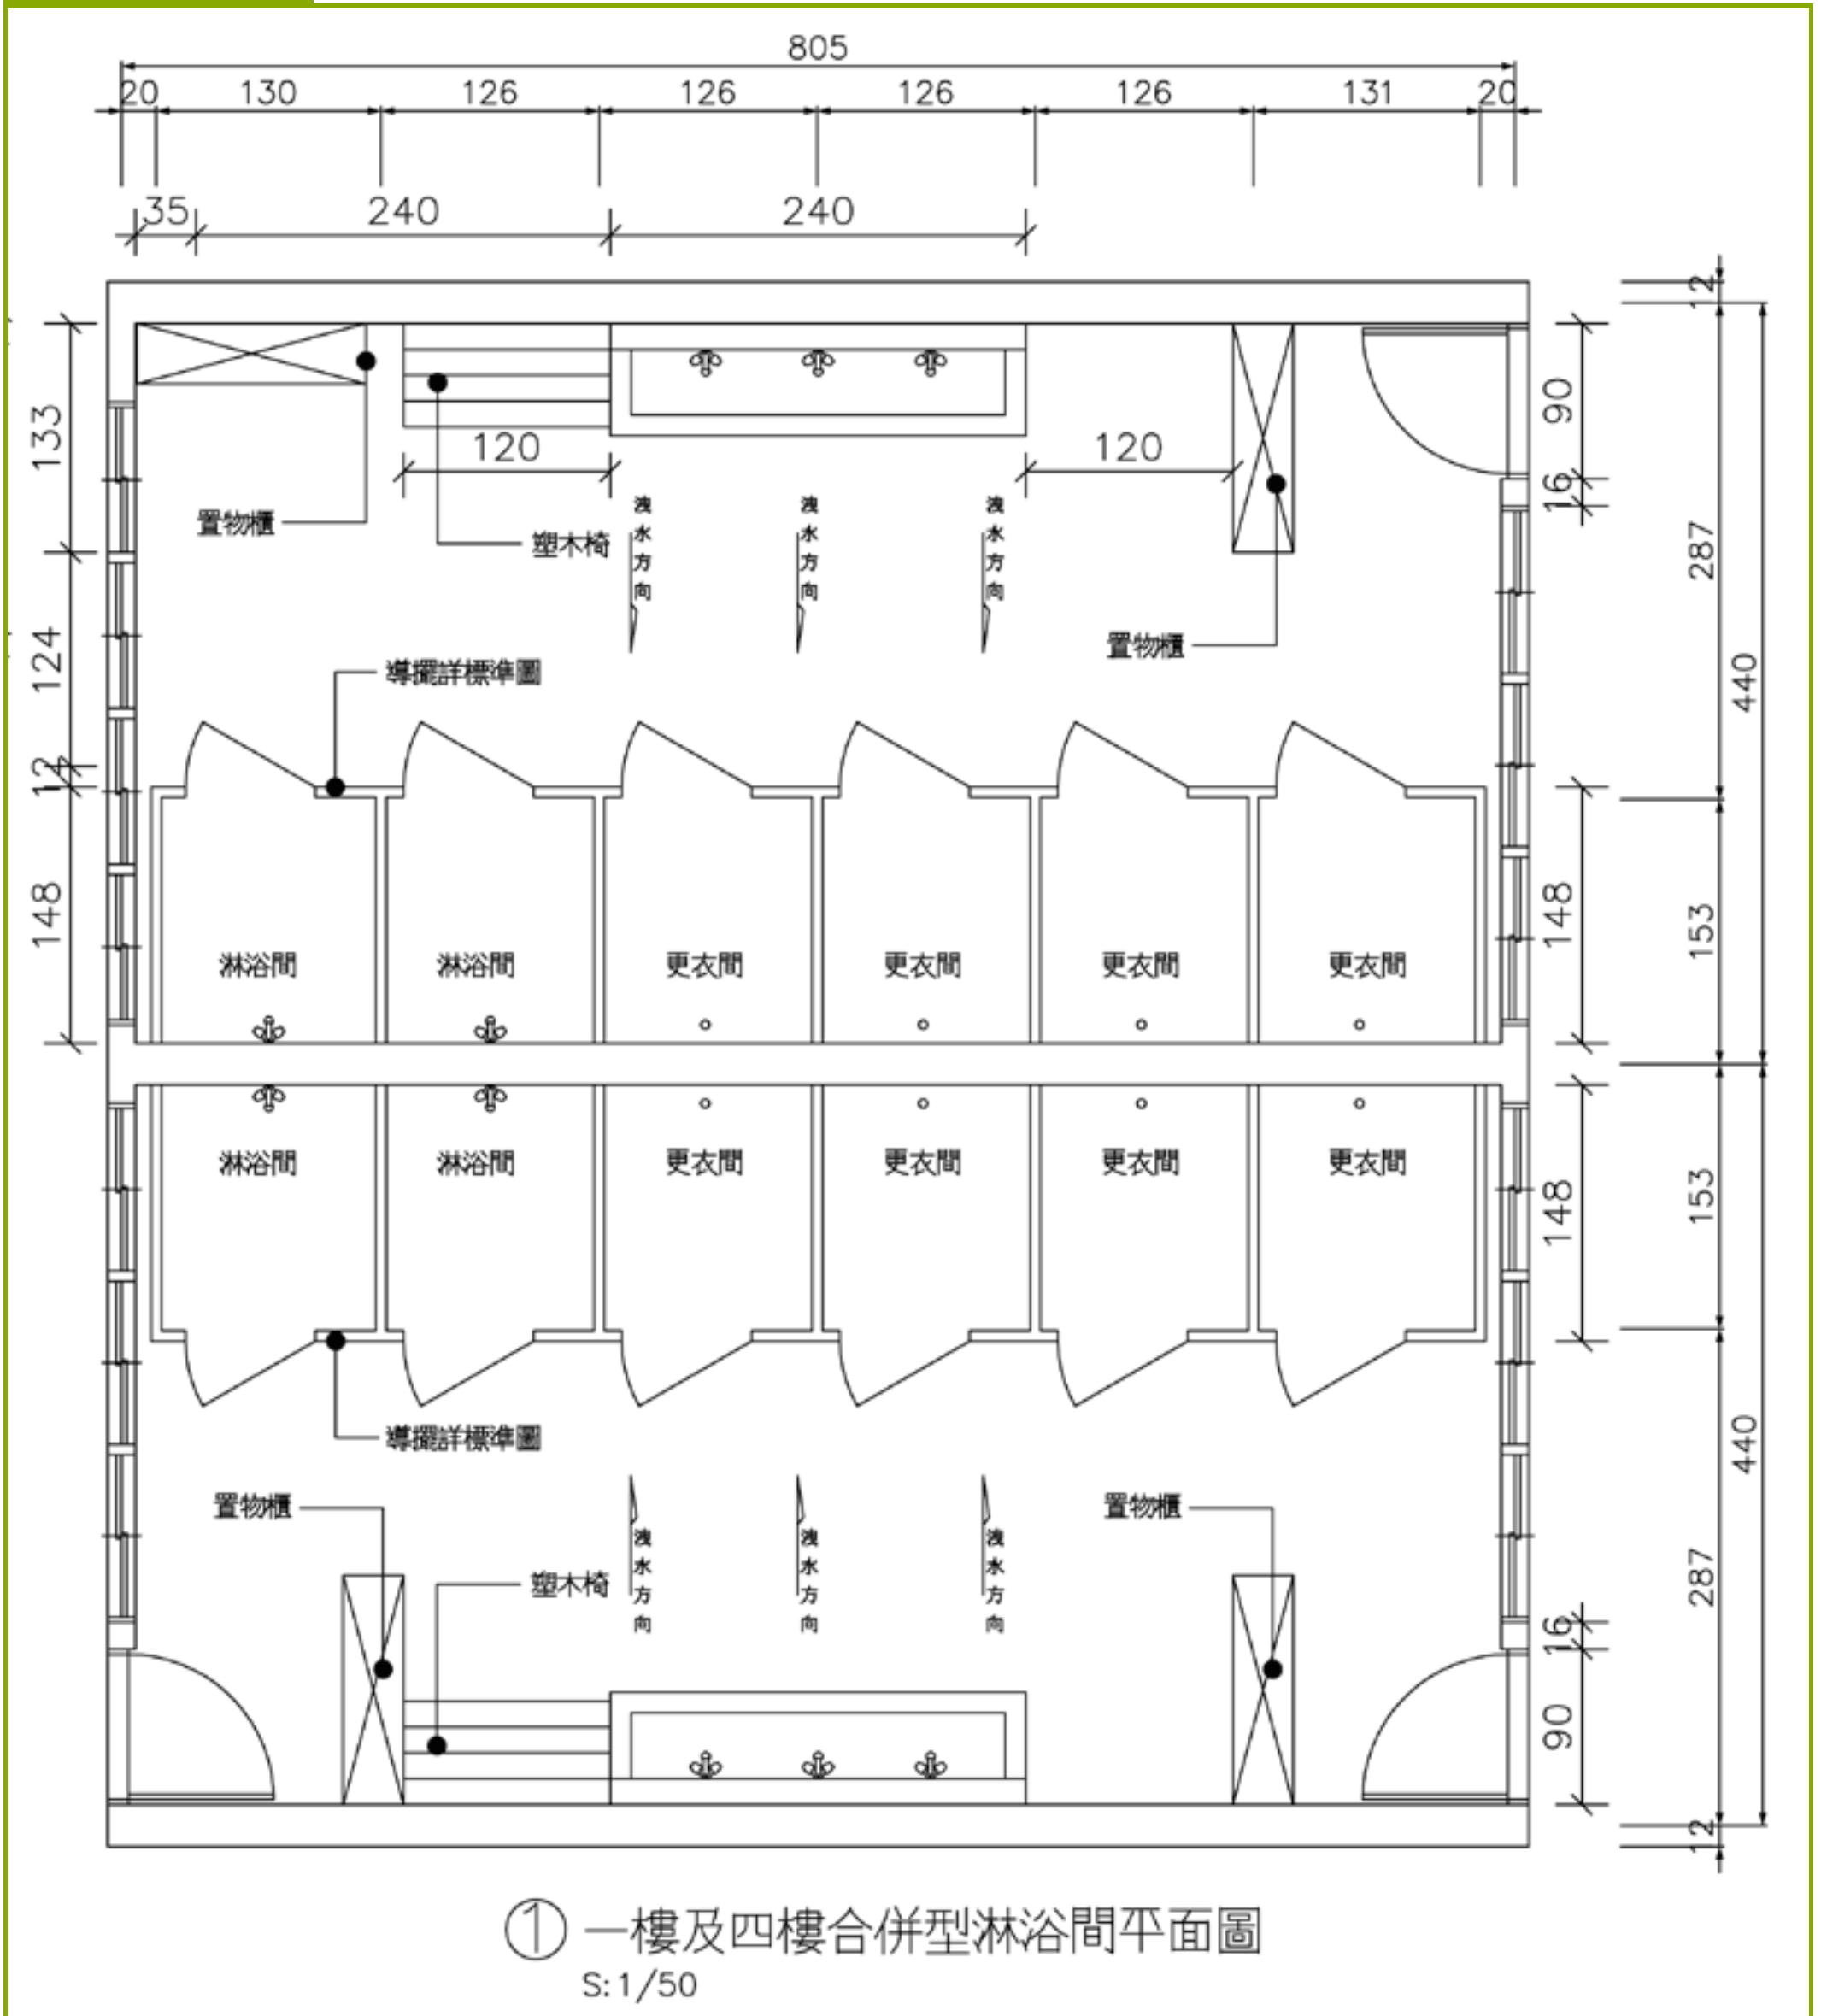 805
20 130 126 126 126 126 131 20
35 240 240
12
133
90
120 120
16
置物櫃
塑木椅
洩水方向
洩水方向
洩水方向
287
置物櫃
124
導擺詳標準圖
440
12
148
148
153
淋浴間 淋浴間 更衣間 更衣間 更衣間 更衣間
淋浴間 淋浴間 更衣間 更衣間 更衣間 更衣間
148
153
導擺詳標準圖
440
置物櫃
置物櫃
洩水方向
洩水方向
洩水方向
塑木椅
287
16
90
12
1 一樓及四樓合併型淋浴間平面圖
S:1/50